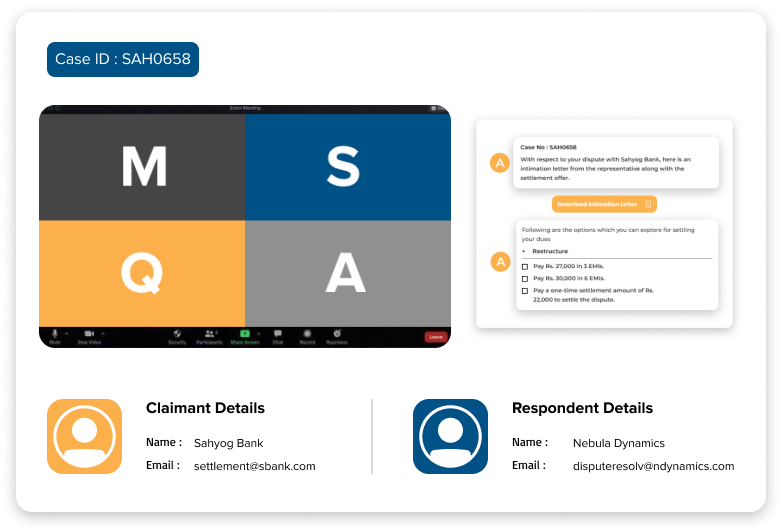 Case ID : SAH0658
Zoom Meeting
M
S
Q
A
Mute
Stop Video
Security
Participants
Share Screen
Chat
Record
Reactions
Leave
A
Case No : SAH0658
With respect to your dispute with Sahyog Bank, here is an
intimation letter from the representative along with the
settlement offer.
Download Intimation Letter
A
Following are the options which you can explore for settling
your dues
+ Restructure
Pay Rs. 27,000 in 3 EMIs.
Pay Rs. 30,000 in 6 EMIs.
Pay a one-time settlement amount of Rs.
22,000 to settle the dispute.
Claimant Details
Name : Sahyog Bank
Email : settlement@sbank.com
Respondent Details
Name : Nebula Dynamics
Email : disputeresolv@ndynamics.com